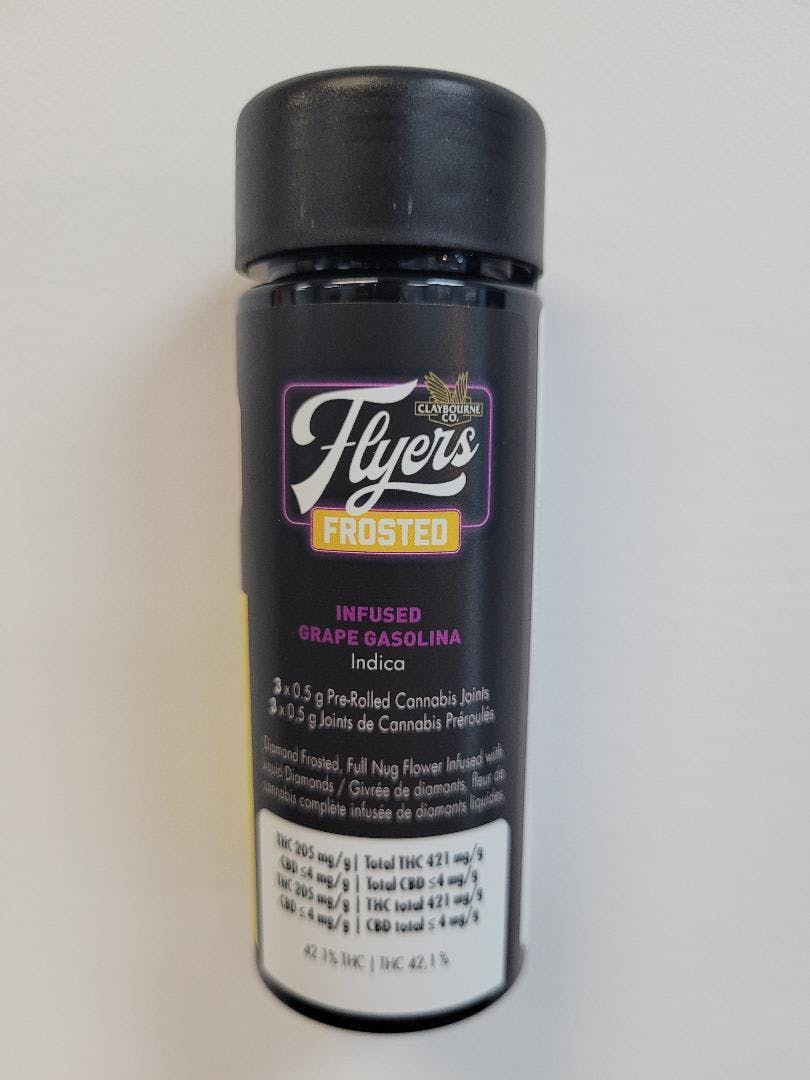 CLAYBOURNE
CO.
Flyers
FROSTED
INFUSED
GRAPE GASOLINA
Indica
3 x 0.5 g Pre-Rolled Cannabis Joints
3 x 0.5 g Joints de Cannabis Préroulés
Diamond Frosted, Full Nug Flower Infused with
Liquid Diamonds / Givrée de diamants, fleur de
cannabis complète infusée de diamants liquides
THC 205 mg/g | Total THC 421 mg/g
CBD ≤4 mg/g | Total CBD ≤4 mg/g
THC 205 mg/g | THC total 421 mg/g
CBD ≤ 4 mg/g | CBD total ≤ 4 mg/g
42.1% THC | THC 42.1 %